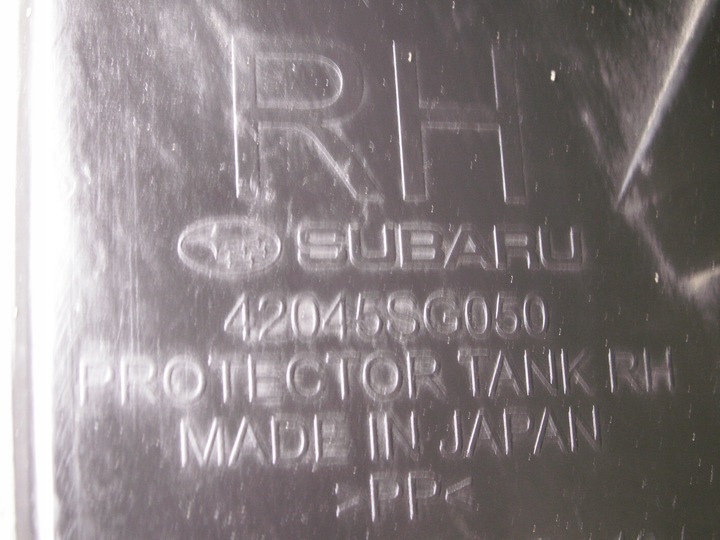 RH
SUBARU
42045SG050
PROTECTOR TANK RH
MADE IN JAPAN
>PP<